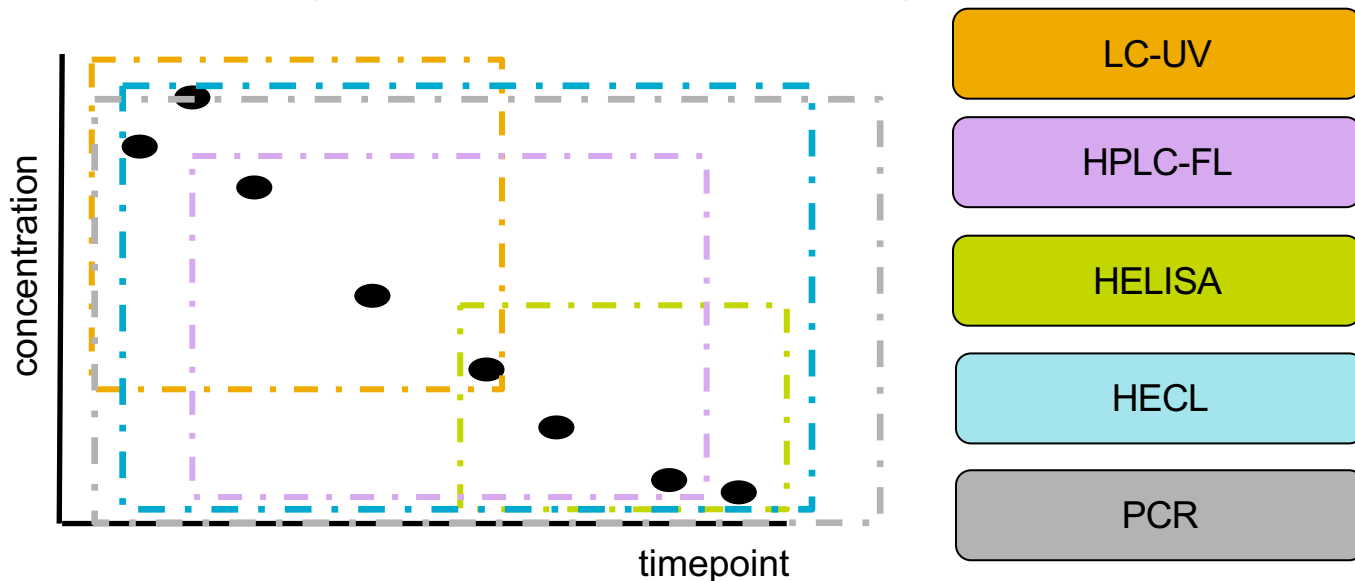 concentration
timepoint
LC-UV
HPLC-FL
HELISA
HECL
PCR